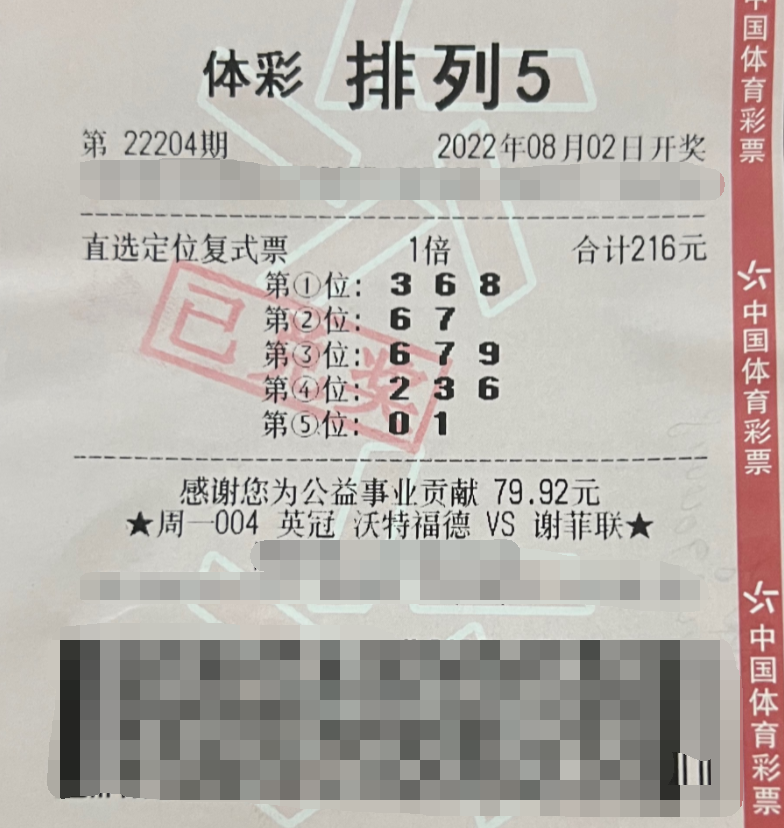 体彩 排列5
第 22204期 2022年08月02日开奖
直选定位复式票 1倍 合计216元
第①位: 3 6 8
第②位: 6 7
第③位: 6 7 9
第④位: 2 3 6
第⑤位: 0 1
已兑奖
感谢您为公益事业贡献 79.92元
★周一004 英冠 沃特福德 VS 谢菲联★
中国体育彩票
中国体育彩票
中国体育彩票